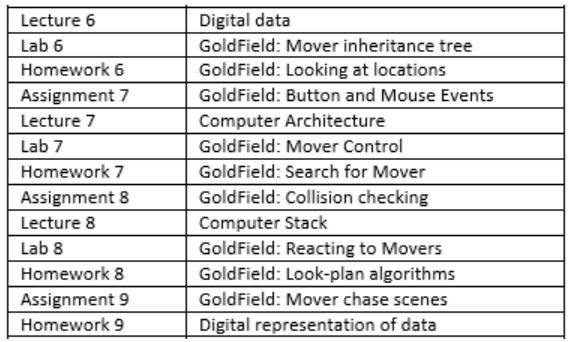 Lecture 6 Digital data
Lab 6 GoldField: Mover inheritance tree
Homework 6 GoldField: Looking at locations
Assignment 7 GoldField: Button and Mouse Events
Lecture 7 Computer Architecture
Lab 7 GoldField: Mover Control
Homework 7 GoldField: Search for Mover
Assignment 8 GoldField: Collision checking
Lecture 8 Computer Stack
Lab 8 GoldField: Reacting to Movers
Homework 8 GoldField: Look-plan algorithms
Assignment 9 GoldField: Mover chase scenes
Homework 9 Digital representation of data